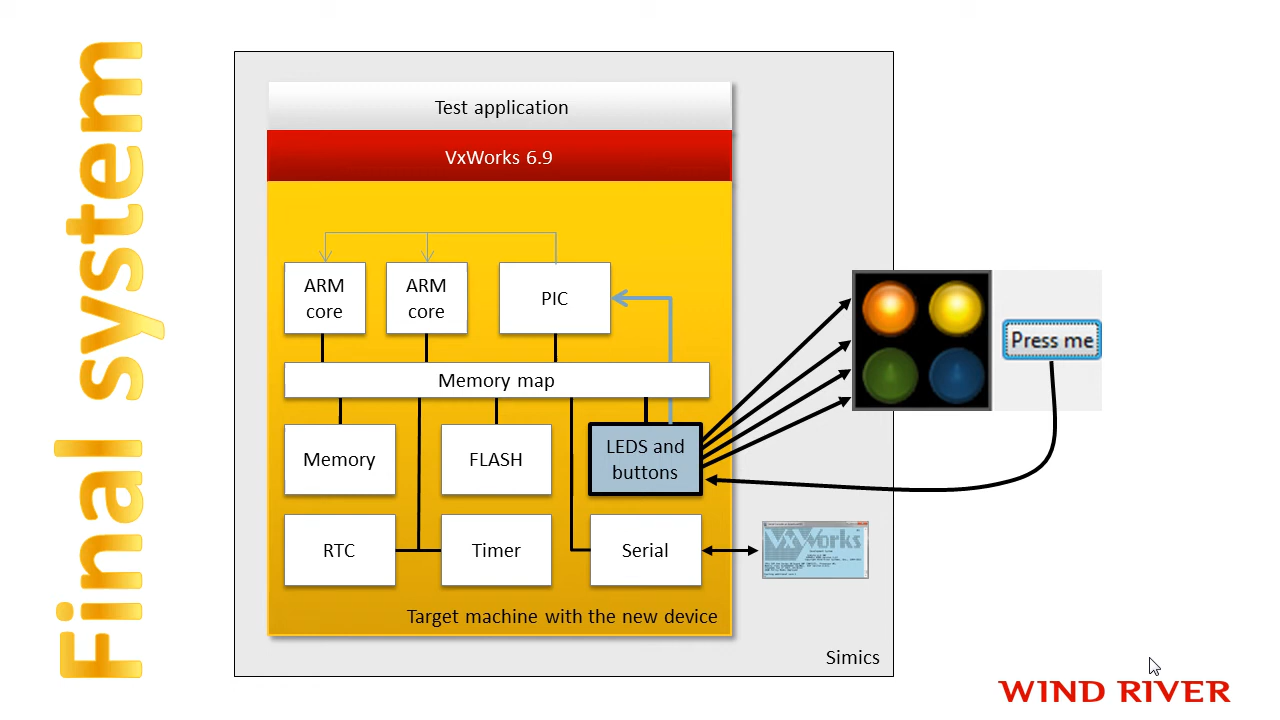 Final system
Test application
VxWorks 6.9
ARM
core
ARM
core
PIC
Memory map
Press me
Memory
FLASH
LEDS and
buttons
RTC
Timer
Serial
VxWorks
Target machine with the new device
Simics
WIND RIVER